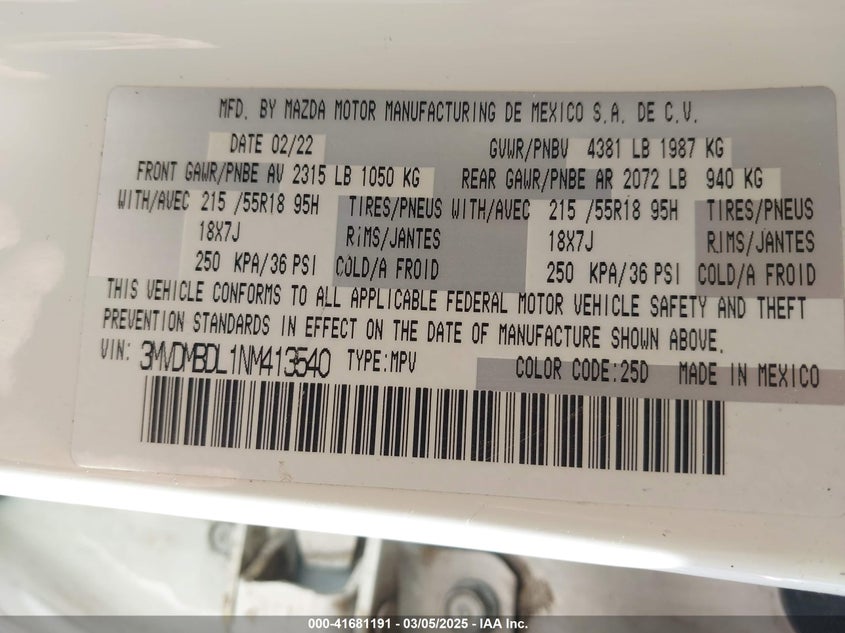 MFD. BY MAZDA MOTOR MANUFACTURING DE MEXICO S.A. DE C.V.
DATE 02/22 GVWR/PNBV 4381 LB 1987 KG
FRONT GAWR/PNBE AV 2315 LB 1050 KG REAR GAWR/PNBE AR 2072 LB 940 KG
WITH/AVEC 215 /55R18 95H TIRES/PNEUS WITH/AVEC 215 /55R18 95H TIRES/PNEUS
18X7J RIMS/JANTES 18X7J RIMS/JANTES
250 KPA/36 PSI COLD/A FROID 250 KPA/36 PSI COLD/A FROID
THIS VEHICLE CONFORMS TO ALL APPLICABLE FEDERAL MOTOR VEHICLE SAFETY AND THEFT
PREVENTION STANDARDS IN EFFECT ON THE DATE OF MANUFACTURE SHOWN ABOVE.
VIN: 3MVDMBDL1NM413540 TYPE:MPV COLOR CODE:25D MADE IN MEXICO
000-41681191 - 03/05/2025 - IAA Inc.